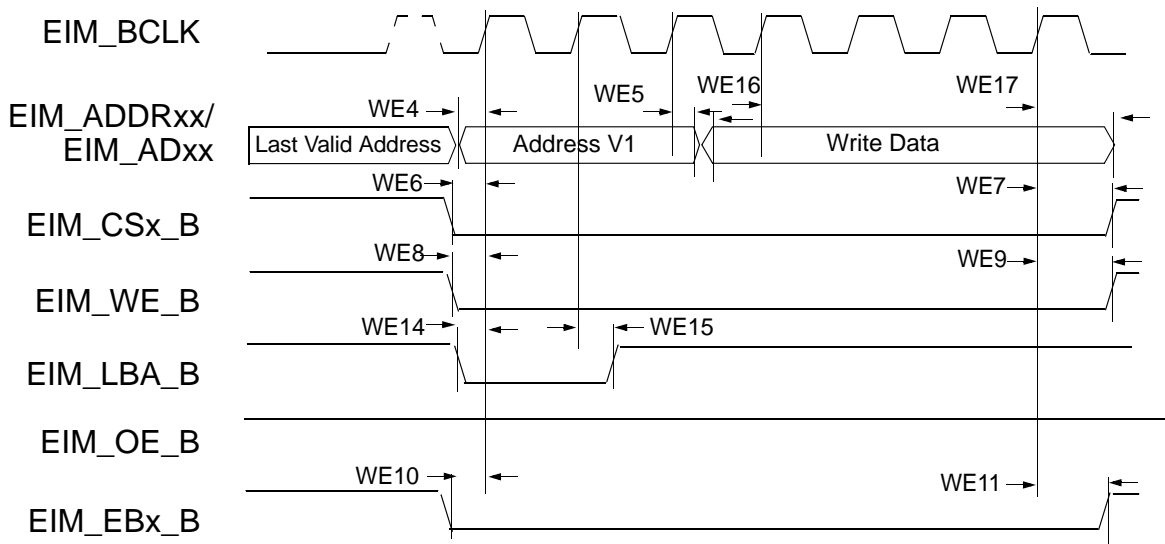 EIM_BCLK
WE5 WE16 WE17
WE4
EIM_ADDRxx/
EIM_ADxx
Last Valid Address Address V1 Write Data
WE6 WE7
EIM_CSx_B
WE8 WE9
EIM_WE_B
WE14 WE15
EIM_LBA_B
EIM_OE_B
WE10 WE11
EIM_EBx_B